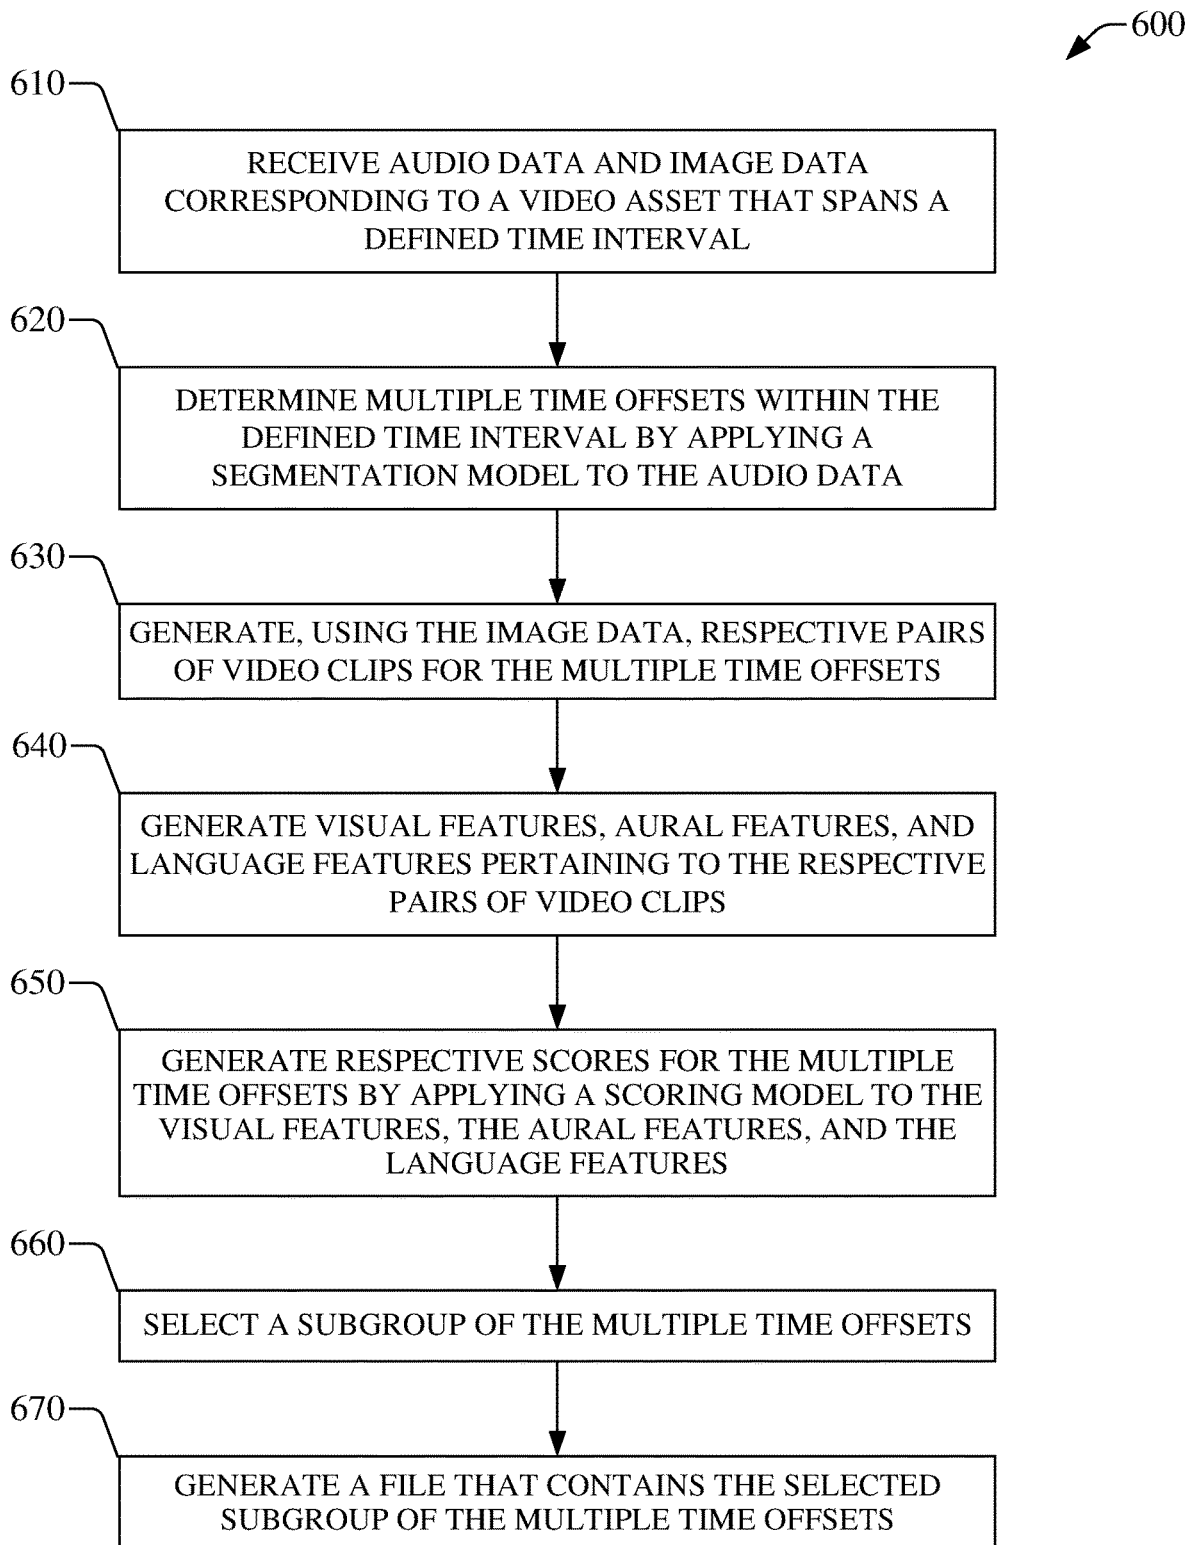 600
610
RECEIVE AUDIO DATA AND IMAGE DATA
CORRESPONDING TO A VIDEO ASSET THAT SPANS A
DEFINED TIME INTERVAL
620
DETERMINE MULTIPLE TIME OFFSETS WITHIN THE
DEFINED TIME INTERVAL BY APPLYING A
SEGMENTATION MODEL TO THE AUDIO DATA
630
GENERATE, USING THE IMAGE DATA, RESPECTIVE PAIRS
OF VIDEO CLIPS FOR THE MULTIPLE TIME OFFSETS
640
GENERATE VISUAL FEATURES, AURAL FEATURES, AND
LANGUAGE FEATURES PERTAINING TO THE RESPECTIVE
PAIRS OF VIDEO CLIPS
650
GENERATE RESPECTIVE SCORES FOR THE MULTIPLE
TIME OFFSETS BY APPLYING A SCORING MODEL TO THE
VISUAL FEATURES, THE AURAL FEATURES, AND THE
LANGUAGE FEATURES
660
SELECT A SUBGROUP OF THE MULTIPLE TIME OFFSETS
670
GENERATE A FILE THAT CONTAINS THE SELECTED
SUBGROUP OF THE MULTIPLE TIME OFFSETS